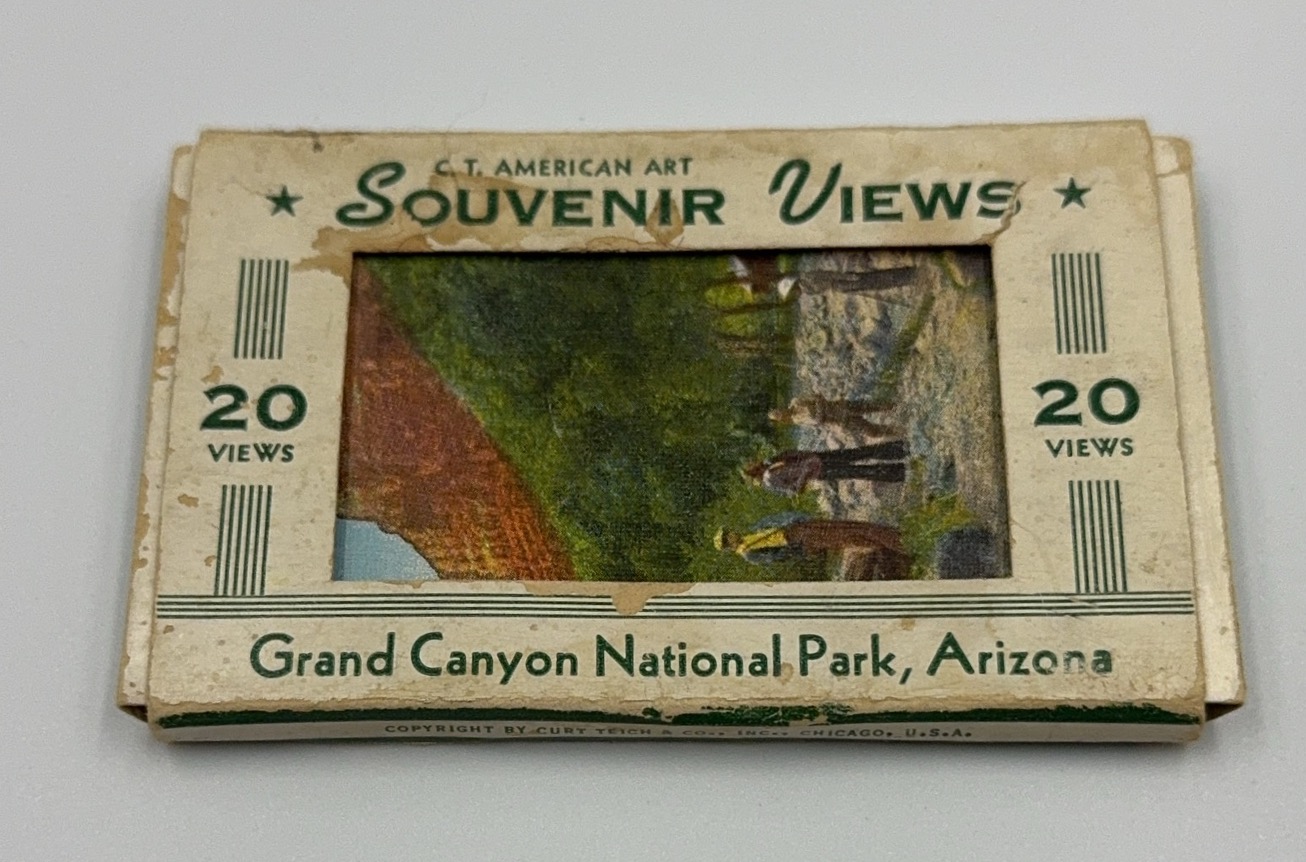 C. T. AMERICAN ART
SOUVENIR VIEWS
20
VIEWS
20
VIEWS
Grand Canyon National Park, Arizona
COPYRIGHT BY CURT TEICH & CO., INC., CHICAGO, U.S.A.